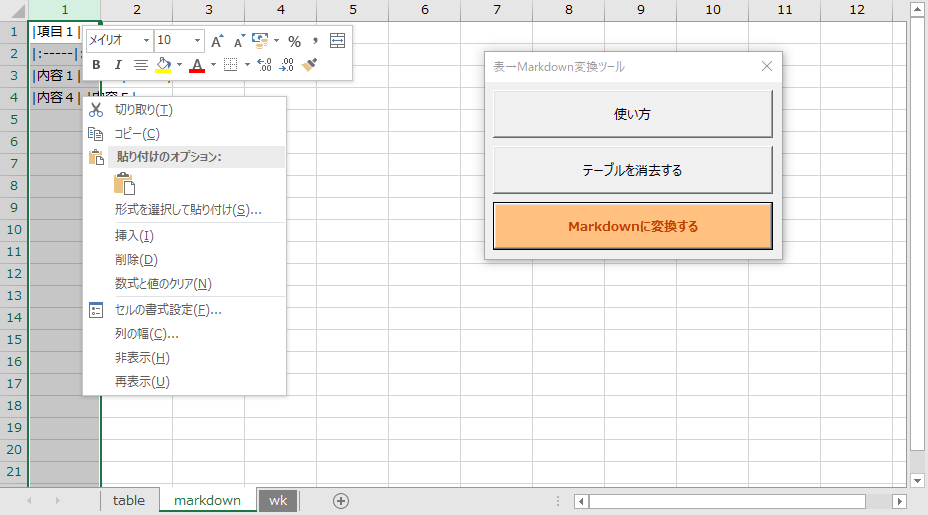 1 2 3 4 5 6 7 8 9 10 11 12
1 |項目１|
メイリオ 10 A A % ,
2 |:-----|:
B I A ←.0 .00 .00 →.0
表→Markdown変換ツール
3 |内容１|
4 |内容４| |内容５|
使い方
切り取り(T)
5
コピー(C)
6
貼り付けのオプション:
テーブルを消去する
7
8
形式を選択して貼り付け(S)...
9
Markdownに変換する
10
挿入(I)
11
削除(D)
12
数式と値のクリア(N)
13
セルの書式設定(F)...
14
列の幅(C)...
15
非表示(H)
16
再表示(U)
17
18
19
20
21
table markdown wk